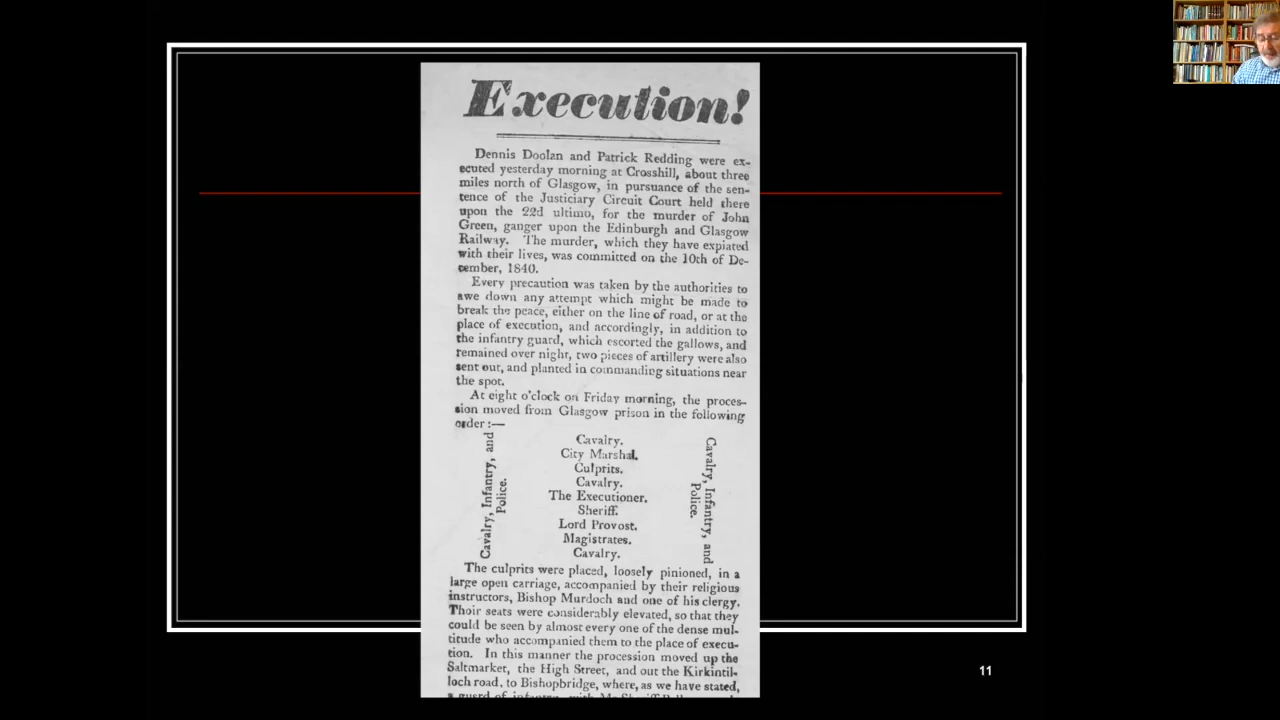 Execution!
Dennis Doolan and Patrick Redding were ex-
ecuted yesterday morning at Crosshill, about three
miles north of Glasgow, in pursuance of the sen-
tence of the Justiciary Circuit Court held there
upon the 22d ultimo, for the murder of John
Green, ganger upon the Edinburgh and Glasgow
Railway. The murder, which they have expiated
with their lives, was committed on the 10th of De-
cember, 1840.
Every precaution was taken by the authorities to
awe down any attempt which might be made to
break the peace, either on the line of road, or at the
place of execution, and accordingly, in addition to
the infantry guard, which escorted the gallows, and
remained over night, two pieces of artillery were also
sent out, and planted in commanding situations near
the spot.
At eight o'clock on Friday morning, the proces-
sion moved from Glasgow prison in the following
order :—
Cavalry, Infantry, and
Police.
Cavalry.
City Marshal.
Culprits.
Cavalry.
The Executioner.
Sheriff.
Lord Provost.
Magistrates.
Cavalry.
Cavalry, Infantry, and
Police.
The culprits were placed, loosely pinioned, in a
large open carriage, accompanied by their religious
instructors, Bishop Murdoch and one of his clergy.
Thoir seats were considerably elevated, so that they
could be seen by almost every one of the dense mul-
titude who accompanied them to the place of execu-
tion. In this manner the procession moved up the
Saltmarket, the High Street, and out the Kirkintil-
loch road, to Bishopbridge, where, as we have stated,
a guard of infantry, with
11